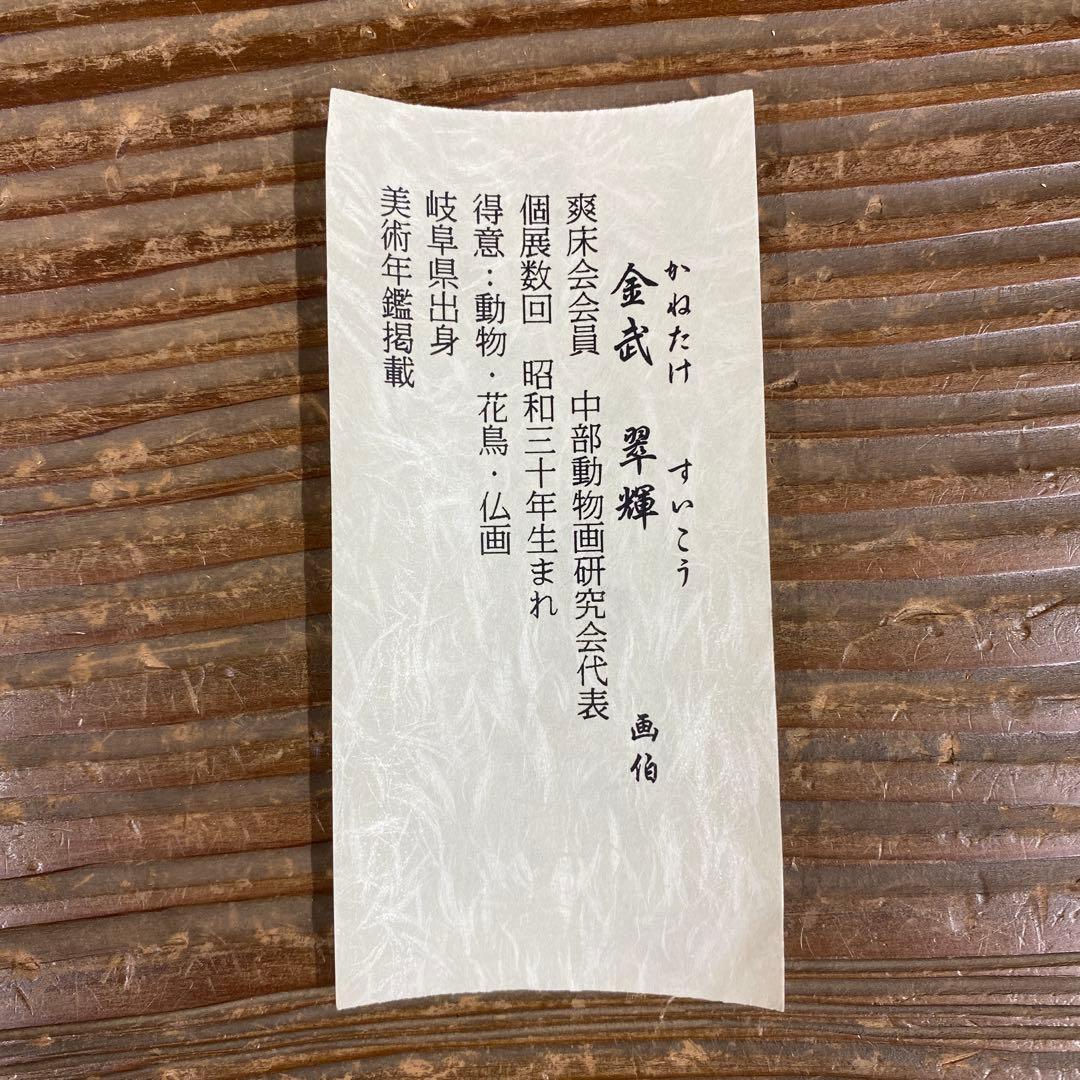 かねたけ　すいこう
金武　翠輝　画伯
爽床会会員　中部動物画研究会代表
個展数回　昭和三十年生まれ
得意：動物・花鳥・仏画
岐阜県出身
美術年鑑掲載